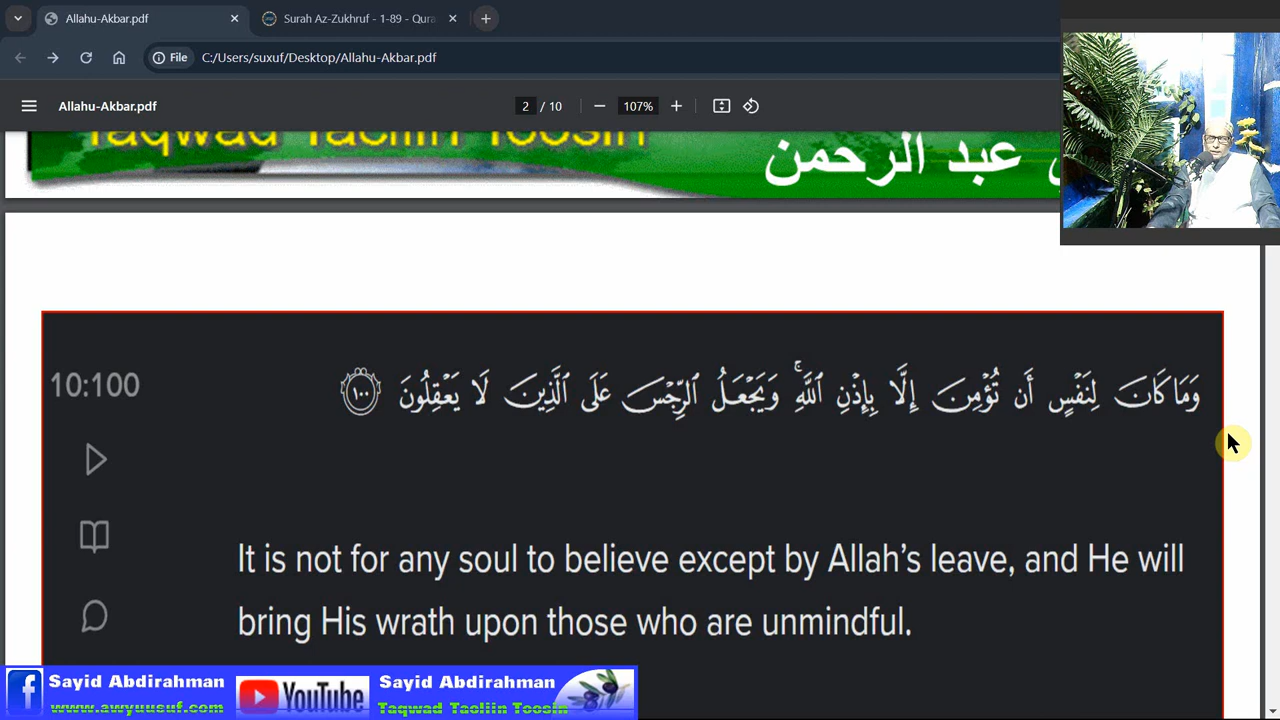 Allahu-Akbar.pdf
Surah Az-Zukhruf - 1-89 - Qura
File
C:/Users/suxuf/Desktop/Allahu-Akbar.pdf
Allahu-Akbar.pdf
2 / 10
107%
Taqwad Tacliin Toosin
عبد الرحمن
10:100
وَمَا كَانَ لِنَفْسٍ أَن تُؤْمِنَ إِلَّا بِإِذْنِ ٱللَّهِ ۚ وَيَجْعَلُ ٱلرِّجْسَ عَلَى ٱلَّذِينَ لَا يَعْقِلُونَ ١٠٠
It is not for any soul to believe except by Allah’s leave, and He will
bring His wrath upon those who are unmindful.
Sayid Abdirahman
www.awyuusuf.com
YouTube
Sayid Abdirahman
Taqwad Tacliin Toosin